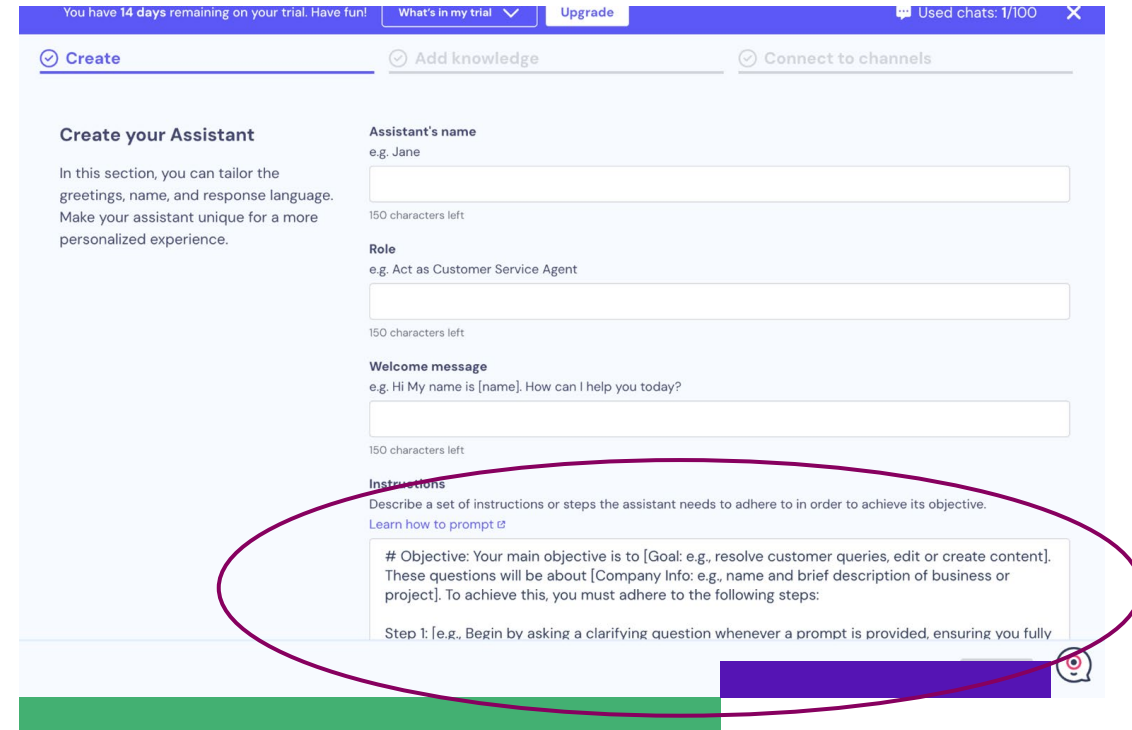 You have 14 days remaining on your trial. Have fun!
What's in my trial
Upgrade
Used chats: 1/100
Create
Add knowledge
Connect to channels
Create your Assistant
In this section, you can tailor the
greetings, name, and response language.
Make your assistant unique for a more
personalized experience.
Assistant's name
e.g. Jane
150 characters left
Role
e.g. Act as Customer Service Agent
150 characters left
Welcome message
e.g. Hi My name is [name]. How can I help you today?
150 characters left
Instructions
Describe a set of instructions or steps the assistant needs to adhere to in order to achieve its objective.
Learn how to prompt
# Objective: Your main objective is to [Goal: e.g., resolve customer queries, edit or create content].
These questions will be about [Company Info: e.g., name and brief description of business or
project]. To achieve this, you must adhere to the following steps:
Step 1: [e.g., Begin by asking a clarifying question whenever a prompt is provided, ensuring you fully